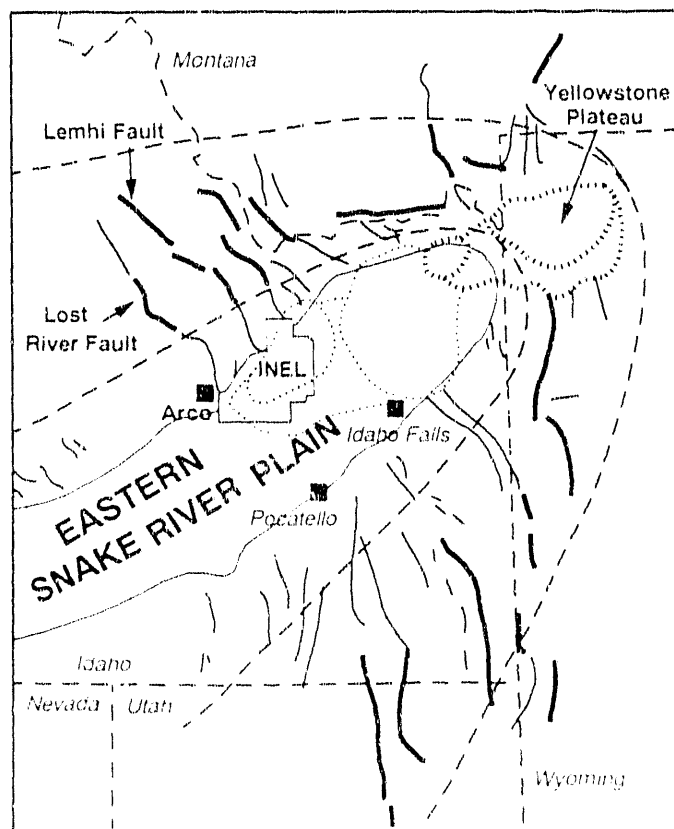 Montana
Yellowstone
Plateau
Lemhi Fault
Lost
River Fault
INEL
Arco
Idaho Falls
EASTERN
SNAKE RIVER PLAIN
Pocatello
Idaho
Nevada
Utah
Wyoming